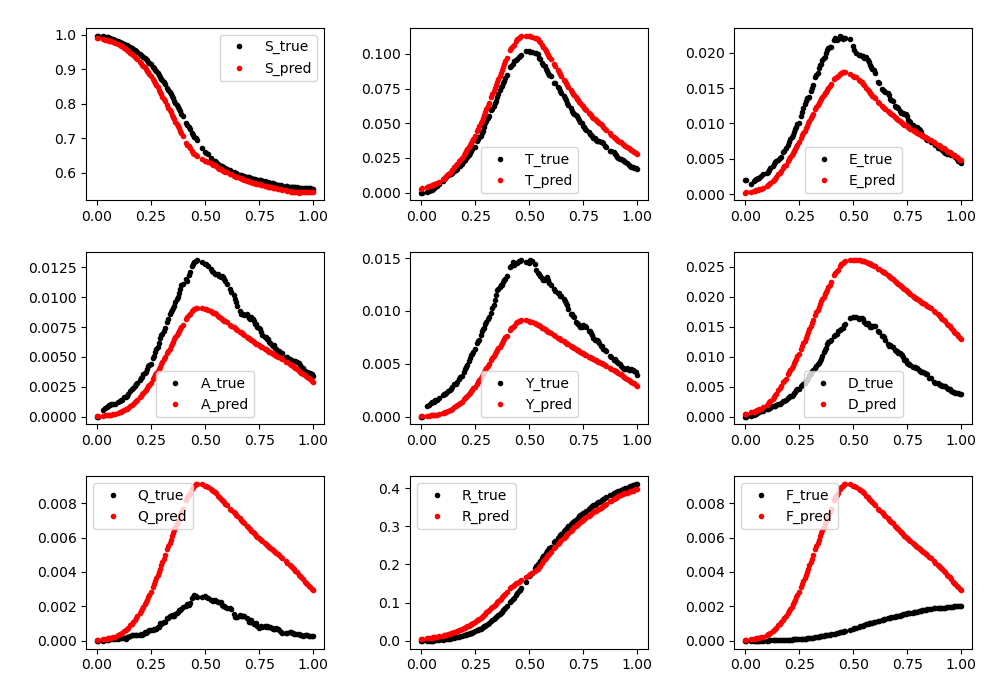 1.0
0.9
0.8
0.7
0.6
S_true
S_pred
0.00 0.25 0.50 0.75 1.00
0.100
0.075
0.050
0.025
0.000
T_true
T_pred
0.00 0.25 0.50 0.75 1.00
0.020
0.015
0.010
0.005
0.000
E_true
E_pred
0.00 0.25 0.50 0.75 1.00
0.0125
0.0100
0.0075
0.0050
0.0025
0.0000
A_true
A_pred
0.00 0.25 0.50 0.75 1.00
0.015
0.010
0.005
0.000
Y_true
Y_pred
0.00 0.25 0.50 0.75 1.00
0.025
0.020
0.015
0.010
0.005
0.000
D_true
D_pred
0.00 0.25 0.50 0.75 1.00
0.008
0.006
0.004
0.002
0.000
Q_true
Q_pred
0.00 0.25 0.50 0.75 1.00
0.4
0.3
0.2
0.1
0.0
R_true
R_pred
0.00 0.25 0.50 0.75 1.00
0.008
0.006
0.004
0.002
0.000
F_true
F_pred
0.00 0.25 0.50 0.75 1.00